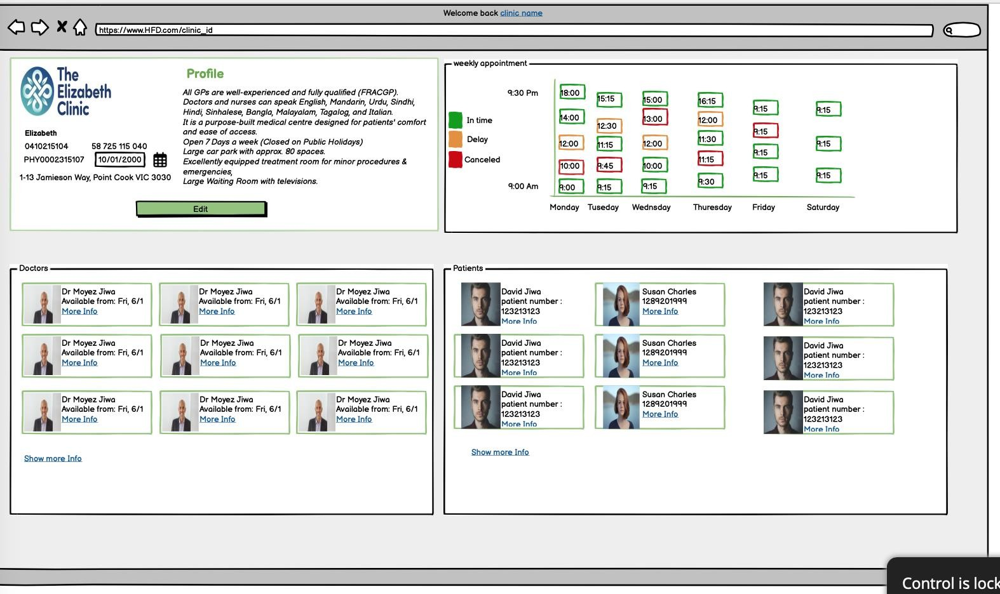 Welcome back clinic name
https://www.HFD.com/clinic_id
The
Elizabeth
Clinic
Elizabeth
0410215104 58 725 115 040
PHY0002315107 10/01/2000
1-13 Jamieson Way, Point Cook VIC 3030
Profile
All GPs are well-experienced and fully qualified (FRACGP).
Doctors and nurses can speak English, Mandarin, Urdu, Sindhi,
Hindi, Sinhalese, Bangla, Malayalam, Tagalog, and Italian.
It is a purpose-built medical centre designed for patients' comfort
and ease of access.
Open 7 Days a week (Closed on Public Holidays)
Large car park with approx. 80 spaces.
Excellently equipped treatment room for minor procedures &
emergencies,
Large Waiting Room with televisions.
Edit
weekly appointment
In time
Delay
Canceled
9:30 Pm
9:00 Am
18:00 15:15 15:00 16:15 9:15 9:15
14:00 12:30 13:00 12:00 9:15
12:00 11:15 12:00 11:30 9:15 9:15
10:00 9:45 10:00 11:15 9:15 9:15
9:00 9:15 9:15 9:30
Monday Tuseday Wednsday Thuresday Friday Saturday
Doctors
Dr Moyez Jiwa
Available from: Fri, 6/1
More Info
Dr Moyez Jiwa
Available from: Fri, 6/1
More Info
Dr Moyez Jiwa
Available from: Fri, 6/1
More Info
Dr Moyez Jiwa
Available from: Fri, 6/1
More Info
Dr Moyez Jiwa
Available from: Fri, 6/1
More Info
Dr Moyez Jiwa
Available from: Fri, 6/1
More Info
Dr Moyez Jiwa
Available from: Fri, 6/1
More Info
Dr Moyez Jiwa
Available from: Fri, 6/1
More Info
Dr Moyez Jiwa
Available from: Fri, 6/1
More Info
Show more Info
Patients
David Jiwa
patient number :
123213123
More Info
Susan Charles
1289201999
More Info
David Jiwa
patient number :
123213123
More Info
David Jiwa
patient number :
123213123
More Info
Susan Charles
1289201999
More Info
David Jiwa
patient number :
123213123
More Info
David Jiwa
patient number :
123213123
More Info
Susan Charles
1289201999
More Info
David Jiwa
patient number :
123213123
More Info
Show more Info
Control is lock